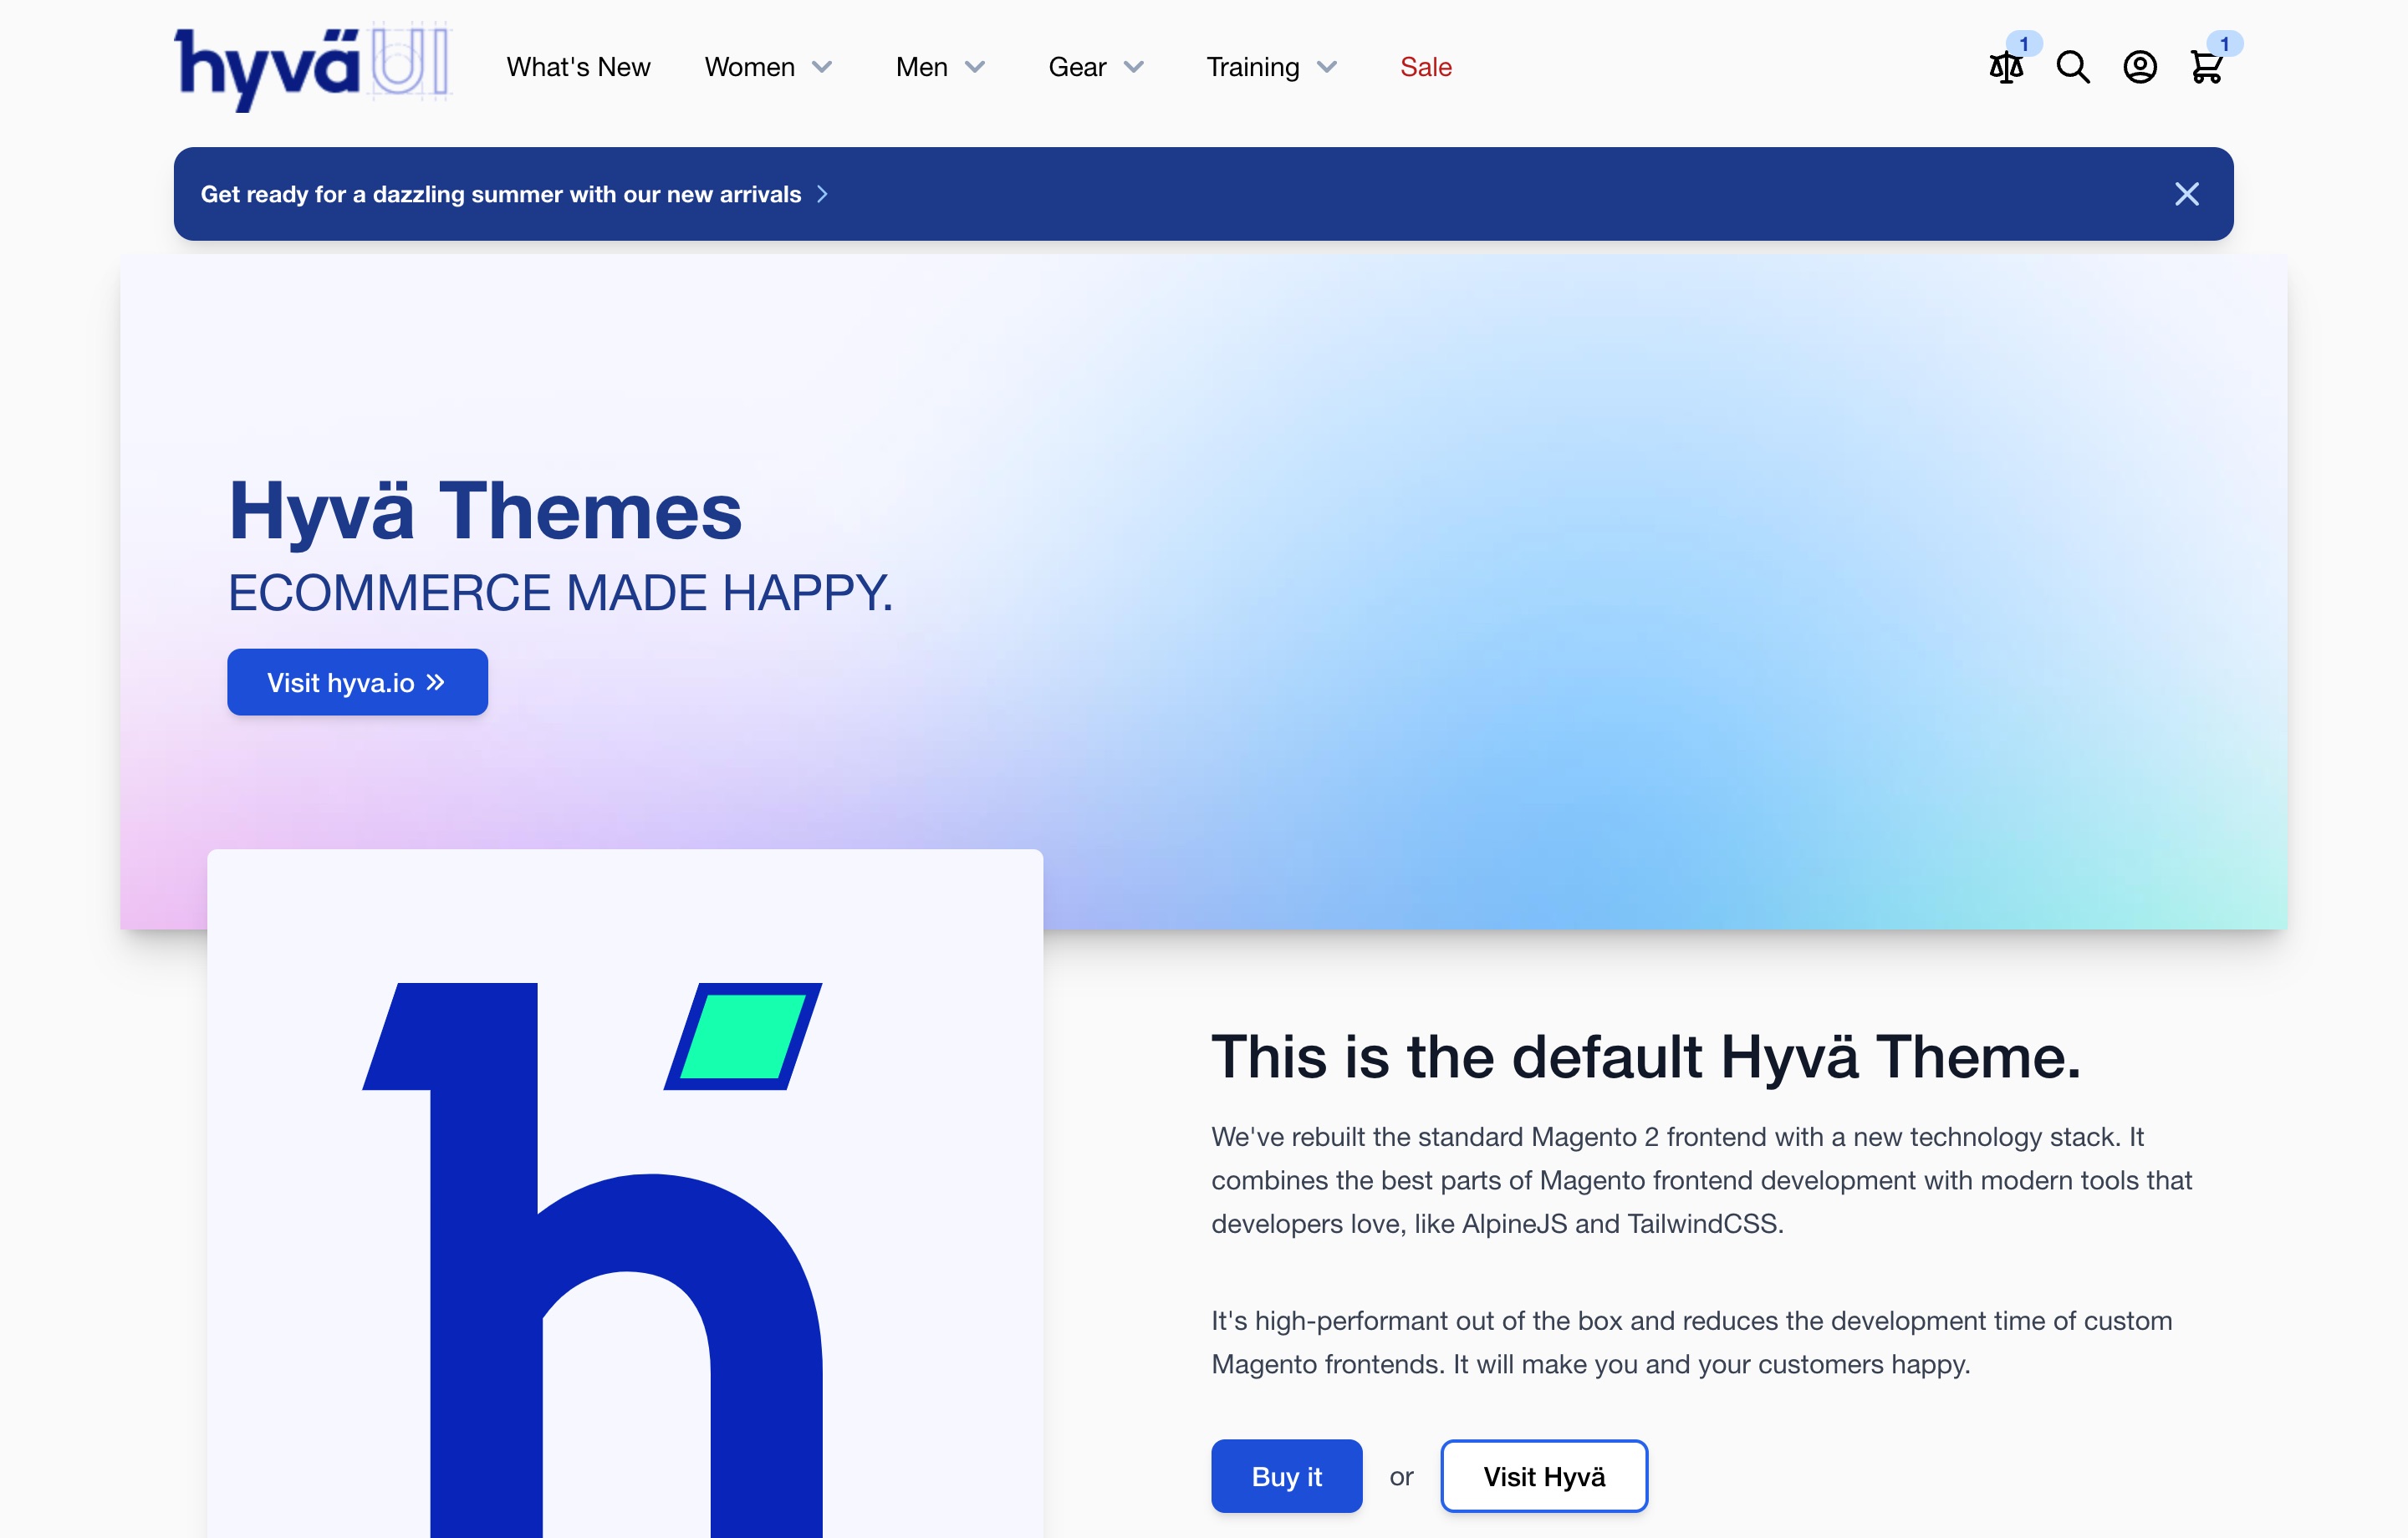 hyvä UI
What's New Women Men Gear Training Sale
1
1
Get ready for a dazzling summer with our new arrivals
Hyvä Themes
ECOMMERCE MADE HAPPY.
Visit hyva.io »
This is the default Hyvä Theme.
We've rebuilt the standard Magento 2 frontend with a new technology stack. It
combines the best parts of Magento frontend development with modern tools that
developers love, like AlpineJS and TailwindCSS.
It's high-performant out of the box and reduces the development time of custom
Magento frontends. It will make you and your customers happy.
Buy it or Visit Hyvä